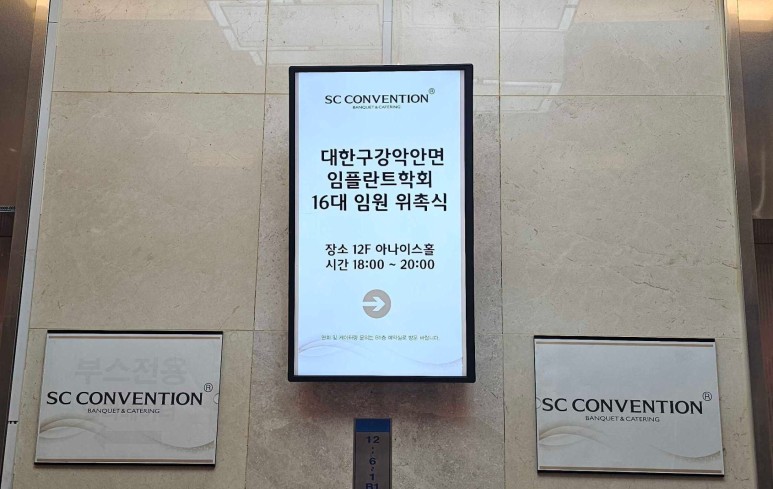 SC CONVENTION®
BANQUET & CATERING
대한구강악안면
임플란트학회
16대 임원 위촉식
장소 12F 아나이스홀
시간 18:00 ~ 20:00
SC CONVENTION®
BANQUET & CATERING
SC CONVENTION®
BANQUET & CATERING
12
6
1
B1